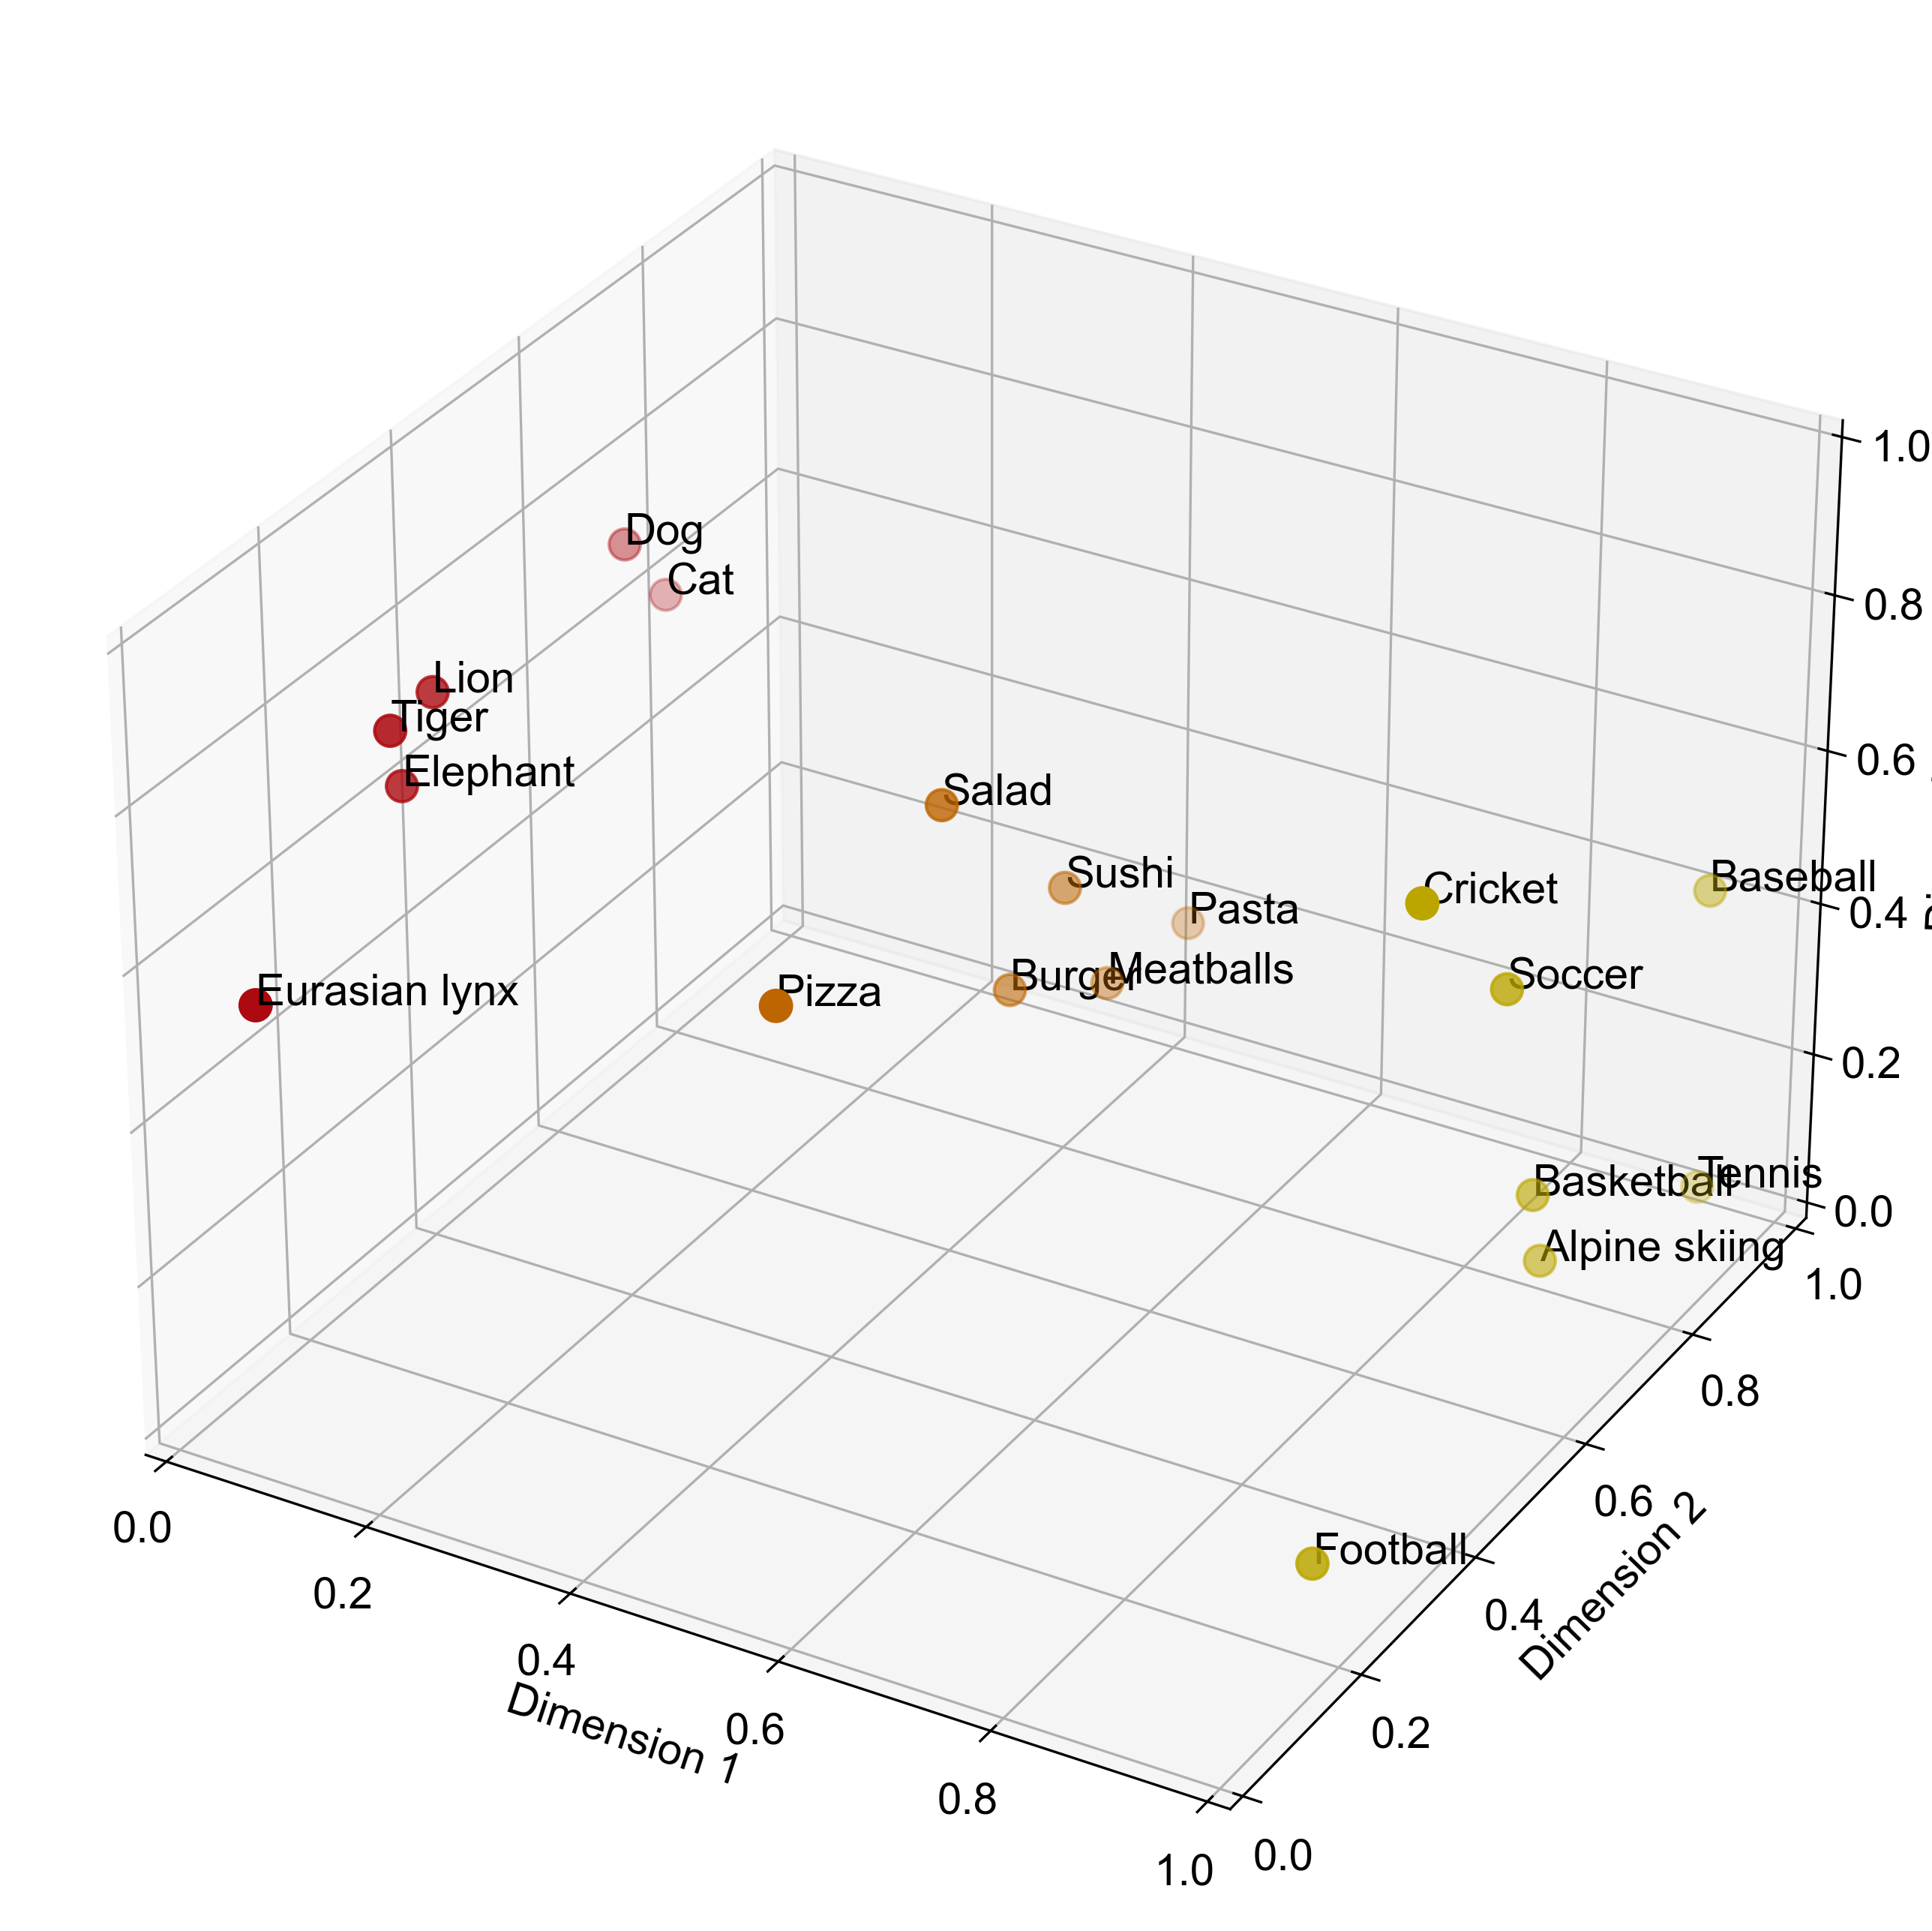 Dog
Cat
Lion
Tiger
Elephant
Eurasian lynx
Salad
Sushi
Pasta
Pizza
Burger
Meatballs
Cricket
Baseball
Soccer
Basketball
Tennis
Alpine skiing
Football
1.0
0.8
0.6
0.4
0.2
0.0
1.0
0.8
0.6
0.4
0.2
0.0
Dimension 2
0.0
0.2
0.4
0.6
0.8
1.0
Dimension 1